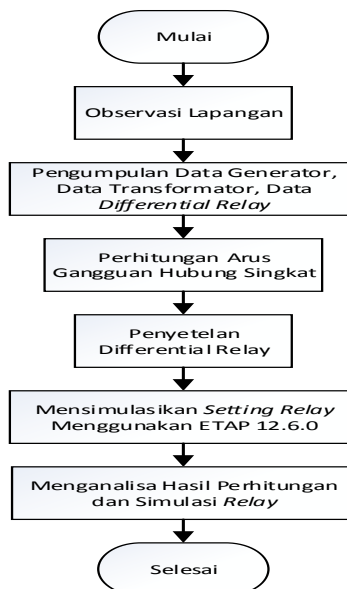 Mulai
Observasi Lapangan
Pengumpulan Data Generator,
Data Transformator, Data
Differential Relay
Perhitungan Arus
Gangguan Hubung Singkat
Penyetelan
Differential Relay
Mensimulasikan Setting Relay
Menggunakan ETAP 12.6.0
Menganalisa Hasil Perhitungan
dan Simulasi Relay
Selesai